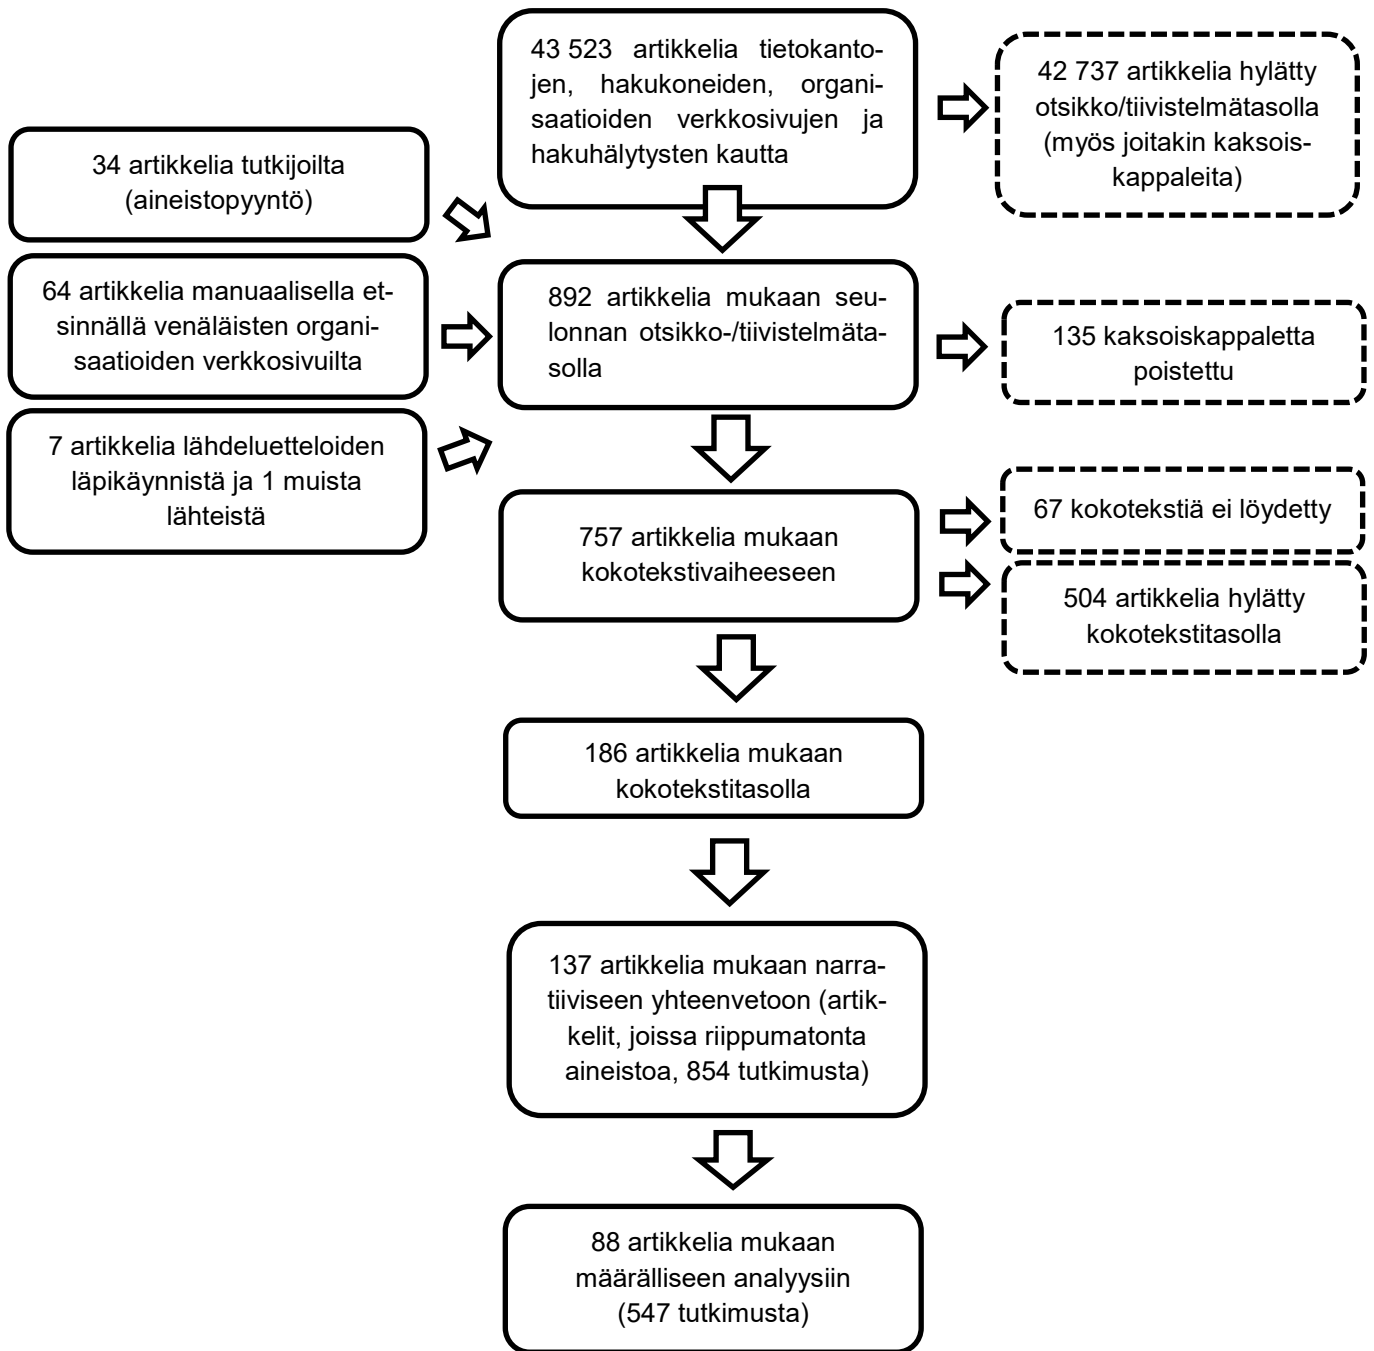 43 523 artikkelia tietokanto-
jen, hakukoneiden, organi-
saatioiden verkkosivujen ja
hakuhälytysten kautta
42 737 artikkelia hylätty
otsikko/tiivistelmätasolla
(myös joitakin kaksois-
kappaleita)
34 artikkelia tutkijoilta
(aineistopyyntö)
64 artikkelia manuaalisella et-
sinnällä venäläisten organi-
saatioiden verkkosivuilta
7 artikkelia lähdeluetteloiden
läpikäynnistä ja 1 muista
lähteistä
892 artikkelia mukaan seu-
lonnan otsikko-/tiivistelmäta-
solla
135 kaksoiskappaletta
poistettu
757 artikkelia mukaan
kokotekstivaiheeseen
67 kokotekstiä ei löydetty
504 artikkelia hylätty
kokotekstitasolla
186 artikkelia mukaan
kokotekstitasolla
137 artikkelia mukaan narra-
tiiviseen yhteenvetoon (artik-
kelit, joissa riippumatonta
aineistoa, 854 tutkimusta)
88 artikkelia mukaan
määrälliseen analyysiin
(547 tutkimusta)